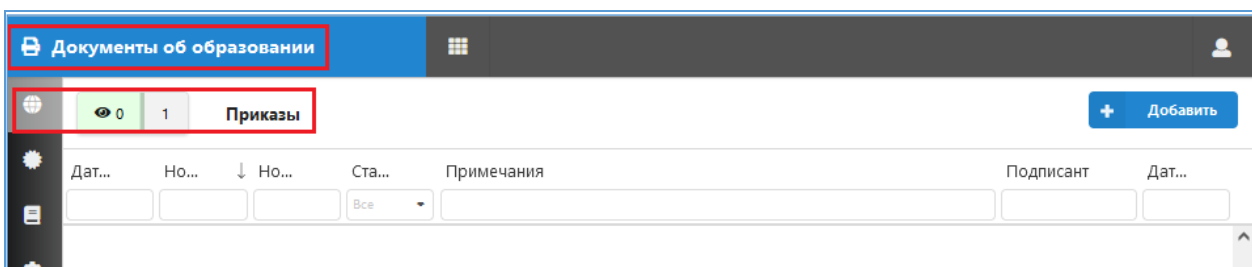 Документы об образовании
0 1 Приказы Добавить
Дат... Но... Но... Ста... Примечания Подписант Дат...
Все